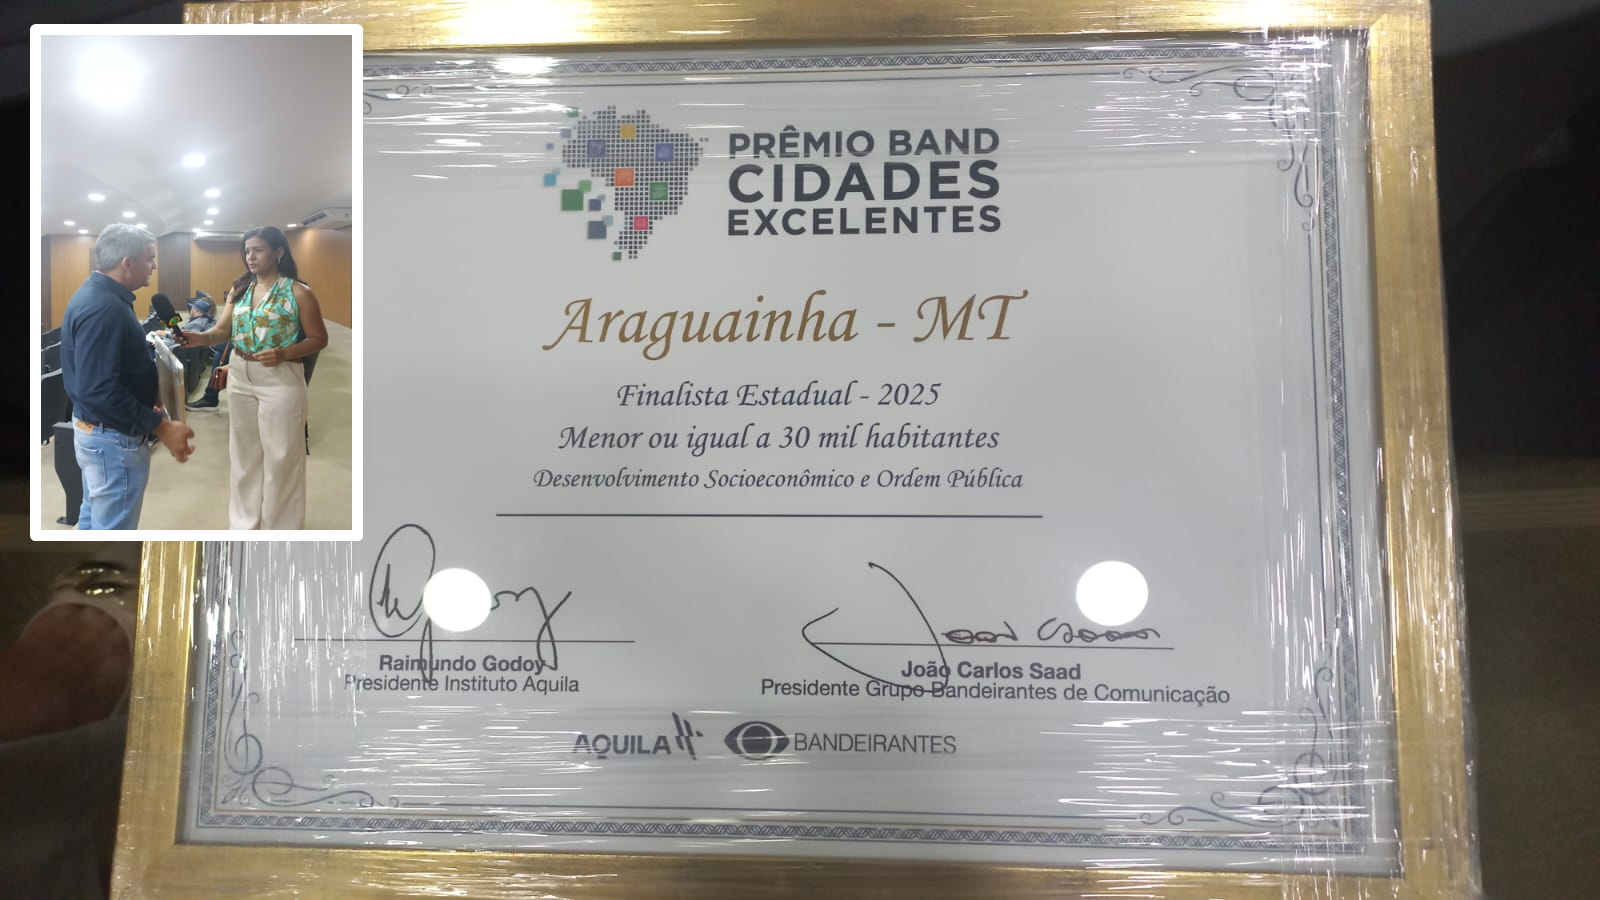 PRÊMIO BAND
CIDADES
EXCELENTES
Araguainha - MT
Finalista Estadual - 2025
Menor ou igual a 30 mil habitantes
Desenvolvimento Socioeconômico e Ordem Pública
Raimundo Godoy
Presidente Instituto Aquila
João Carlos Saad
Presidente Grupo Bandeirantes de Comunicação
AQUILA
BANDEIRANTES